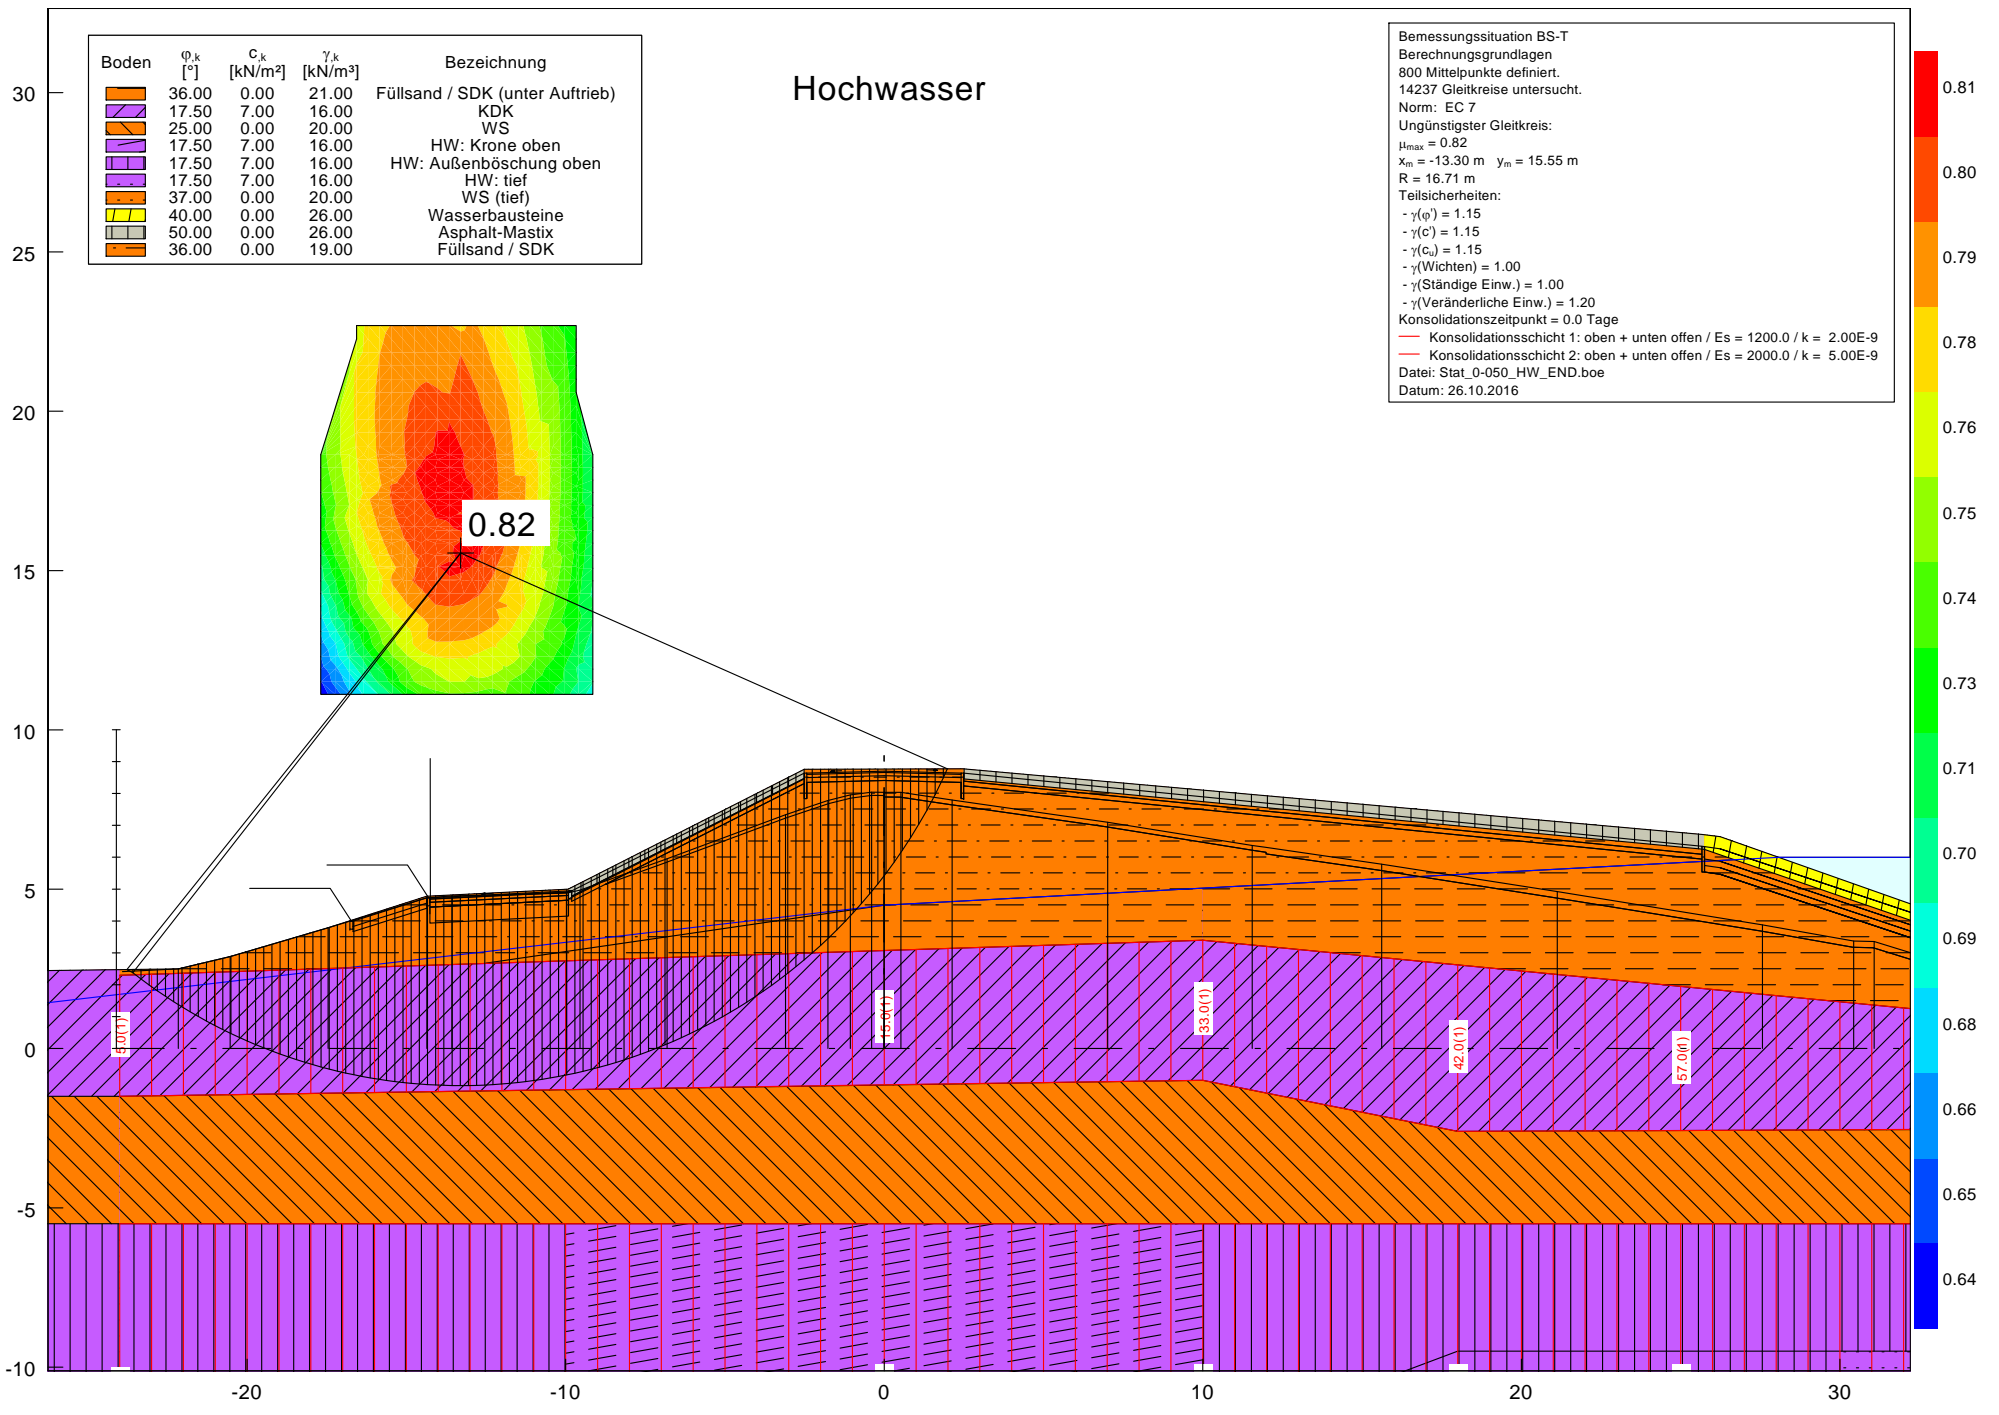 Hochwasser
Boden φ,k [°] c,k [kN/m²] γ,k [kN/m³] Bezeichnung
36.00 0.00 21.00 Füllsand / SDK (unter Auftrieb)
17.50 7.00 16.00 KDK
25.00 0.00 20.00 WS
17.50 7.00 16.00 HW: Krone oben
17.50 7.00 16.00 HW: Außenböschung oben
17.50 7.00 16.00 HW: tief
37.00 0.00 20.00 WS (tief)
40.00 0.00 26.00 Wasserbausteine
50.00 0.00 26.00 Asphalt-Mastix
36.00 0.00 19.00 Füllsand / SDK
Bemessungssituation BS-T
Berechnungsgrundlagen
800 Mittelpunkte definiert.
14237 Gleitkreise untersucht.
Norm: EC 7
Ungünstigster Gleitkreis:
μmax = 0.82
xm = -13.30 m ym = 15.55 m
R = 16.71 m
Teilsicherheiten:
- γ(φ') = 1.15
- γ(c') = 1.15
- γ(cu) = 1.15
- γ(Wichten) = 1.00
- γ(Ständige Einw.) = 1.00
- γ(Veränderliche Einw.) = 1.20
Konsolidationszeitpunkt = 0.0 Tage
Konsolidationsschicht 1: oben + unten offen / Es = 1200.0 / k = 2.00E-9
Konsolidationsschicht 2: oben + unten offen / Es = 2000.0 / k = 5.00E-9
Datei: Stat_0-050_HW_END.boe
Datum: 26.10.2016
0.81
0.80
0.79
0.78
0.76
0.75
0.74
0.73
0.71
0.70
0.69
0.68
0.66
0.65
0.64
30
25
20
15
10
5
0
-5
-10
0.82
5.0(1)
15.0(1)
33.0(1)
42.0(1)
57.0(1)
-20 -10 0 10 20 30